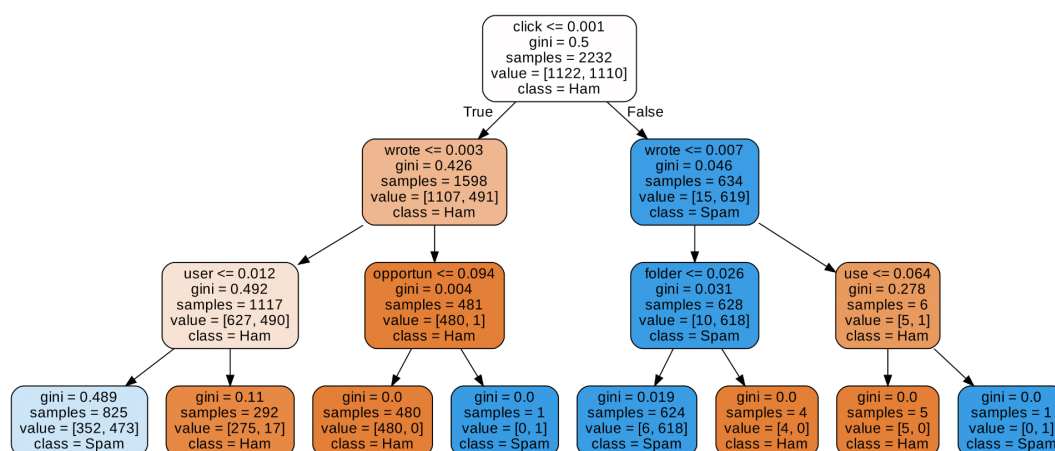 click <= 0.001
gini = 0.5
samples = 2232
value = [1122, 1110]
class = Ham
True
False
wrote <= 0.003
gini = 0.426
samples = 1598
value = [1107, 491]
class = Ham
wrote <= 0.007
gini = 0.046
samples = 634
value = [15, 619]
class = Spam
user <= 0.012
gini = 0.492
samples = 1117
value = [627, 490]
class = Ham
opportun <= 0.094
gini = 0.004
samples = 481
value = [480, 1]
class = Ham
folder <= 0.026
gini = 0.031
samples = 628
value = [10, 618]
class = Spam
use <= 0.064
gini = 0.278
samples = 6
value = [5, 1]
class = Ham
gini = 0.489
samples = 825
value = [352, 473]
class = Spam
gini = 0.11
samples = 292
value = [275, 17]
class = Ham
gini = 0.0
samples = 480
value = [480, 0]
class = Ham
gini = 0.0
samples = 1
value = [0, 1]
class = Spam
gini = 0.019
samples = 624
value = [6, 618]
class = Spam
gini = 0.0
samples = 4
value = [4, 0]
class = Ham
gini = 0.0
samples = 5
value = [5, 0]
class = Ham
gini = 0.0
samples = 1
value = [0, 1]
class = Spam